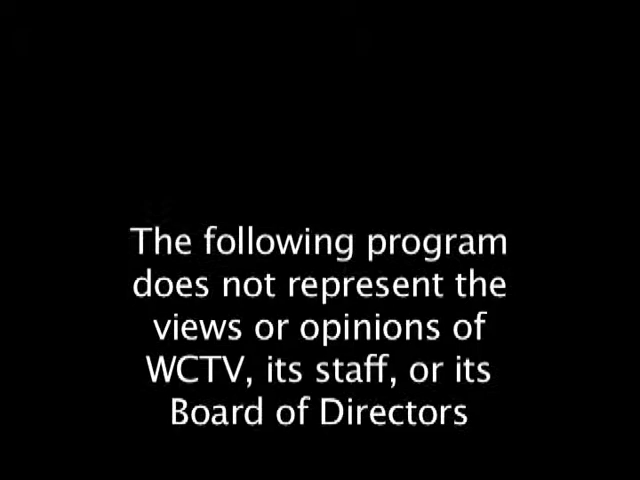 The following program
does not represent the
views or opinions of
WCTV, its staff, or its
Board of Directors